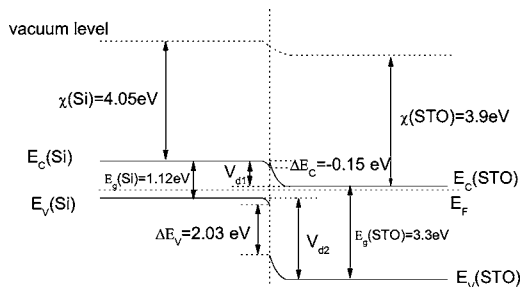 vacuum level
χ(Si)=4.05eV
χ(STO)=3.9eV
E_C(Si)
E_g(Si)=1.12eV
V_d1
ΔE_C=-0.15 eV
E_C(STO)
E_V(Si)
E_F
ΔE_V=2.03 eV
V_d2
E_g(STO)=3.3eV
E_V(STO)